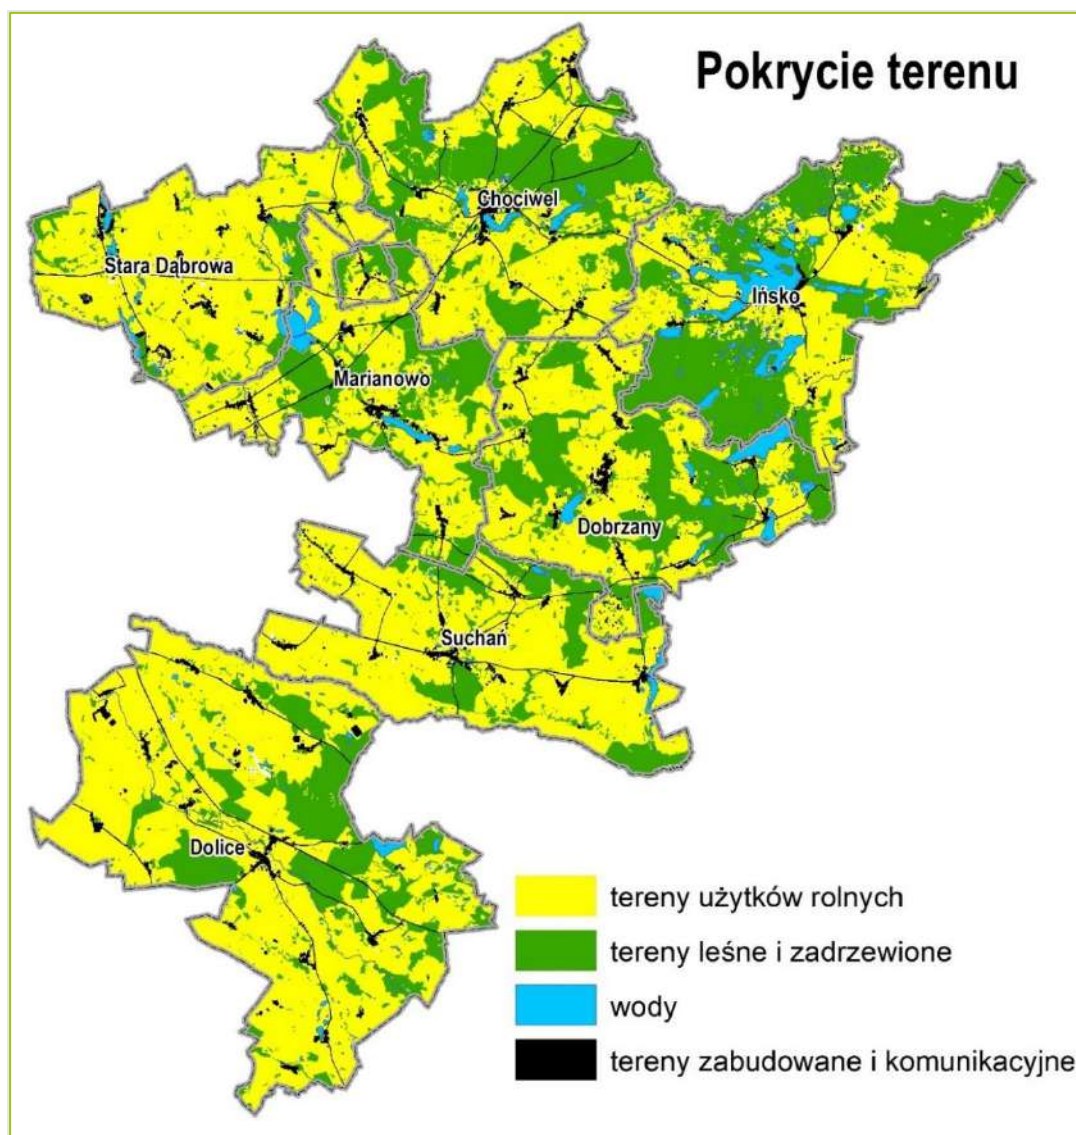 Pokrycie terenu
Chociwel
Stara Dąbrowa
Ińsko
Marianowo
Dobrzany
Suchań
Dolice
tereny użytków rolnych
tereny leśne i zadrzewione
wody
tereny zabudowane i komunikacyjne